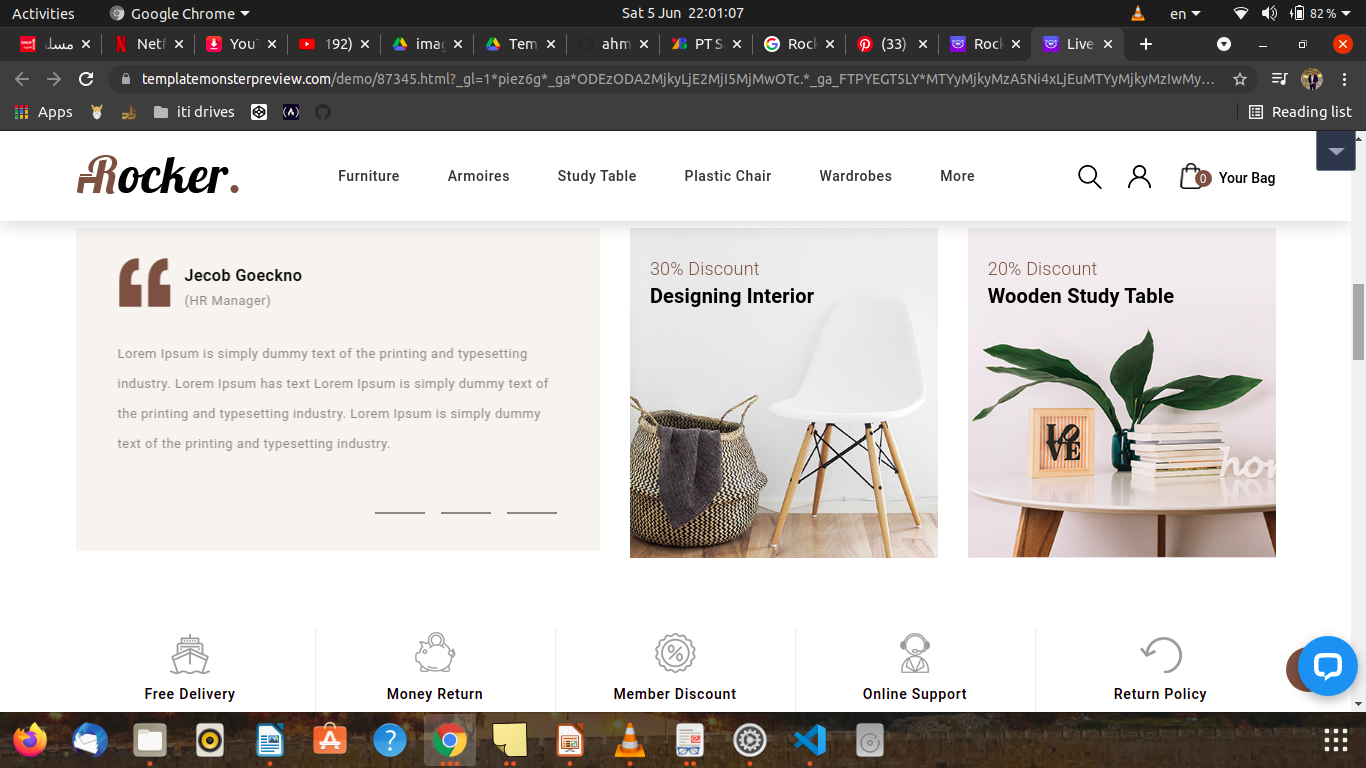 Activities Google Chrome Sat 5 Jun 22:01:07 en 82 %
مسل Netf YouT 192) imag Tem ahm PT S Rock (33) Rock Live
templatemonsterpreview.com/demo/87345.html?_gl=1*piez6g*_ga*ODEzODA2MjkyLjE2MjI5MjMwOTc.*_ga_FTPYEGT5LY*MTYyMjkyMzA5Ni4xLjEuMTYyMjkyMzIwMy...
Apps iti drives Reading list
Rocker. Furniture Armoires Study Table Plastic Chair Wardrobes More 0 Your Bag
Jecob Goeckno
(HR Manager)
Lorem Ipsum is simply dummy text of the printing and typesetting
industry. Lorem Ipsum has text Lorem Ipsum is simply dummy text of
the printing and typesetting industry. Lorem Ipsum is simply dummy
text of the printing and typesetting industry.
30% Discount
Designing Interior
20% Discount
Wooden Study Table
LOVE
hom
Free Delivery Money Return Member Discount Online Support Return Policy